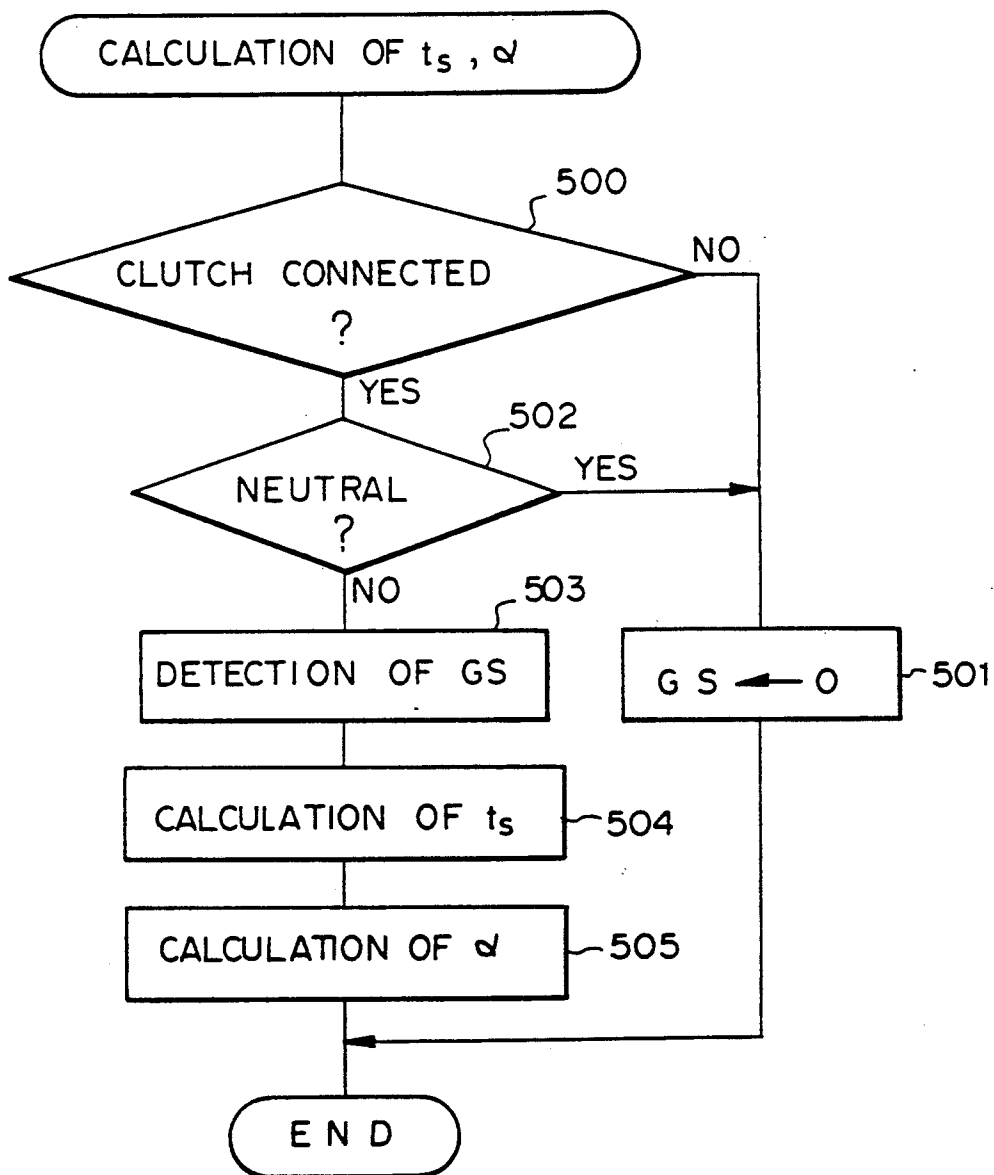 CALCULATION OF ts, α
500
NO
CLUTCH CONNECTED
?
YES
502
YES
NEUTRAL
?
NO
503
DETECTION OF GS
GS ← 0
501
CALCULATION OF ts
504
CALCULATION OF α
505
END